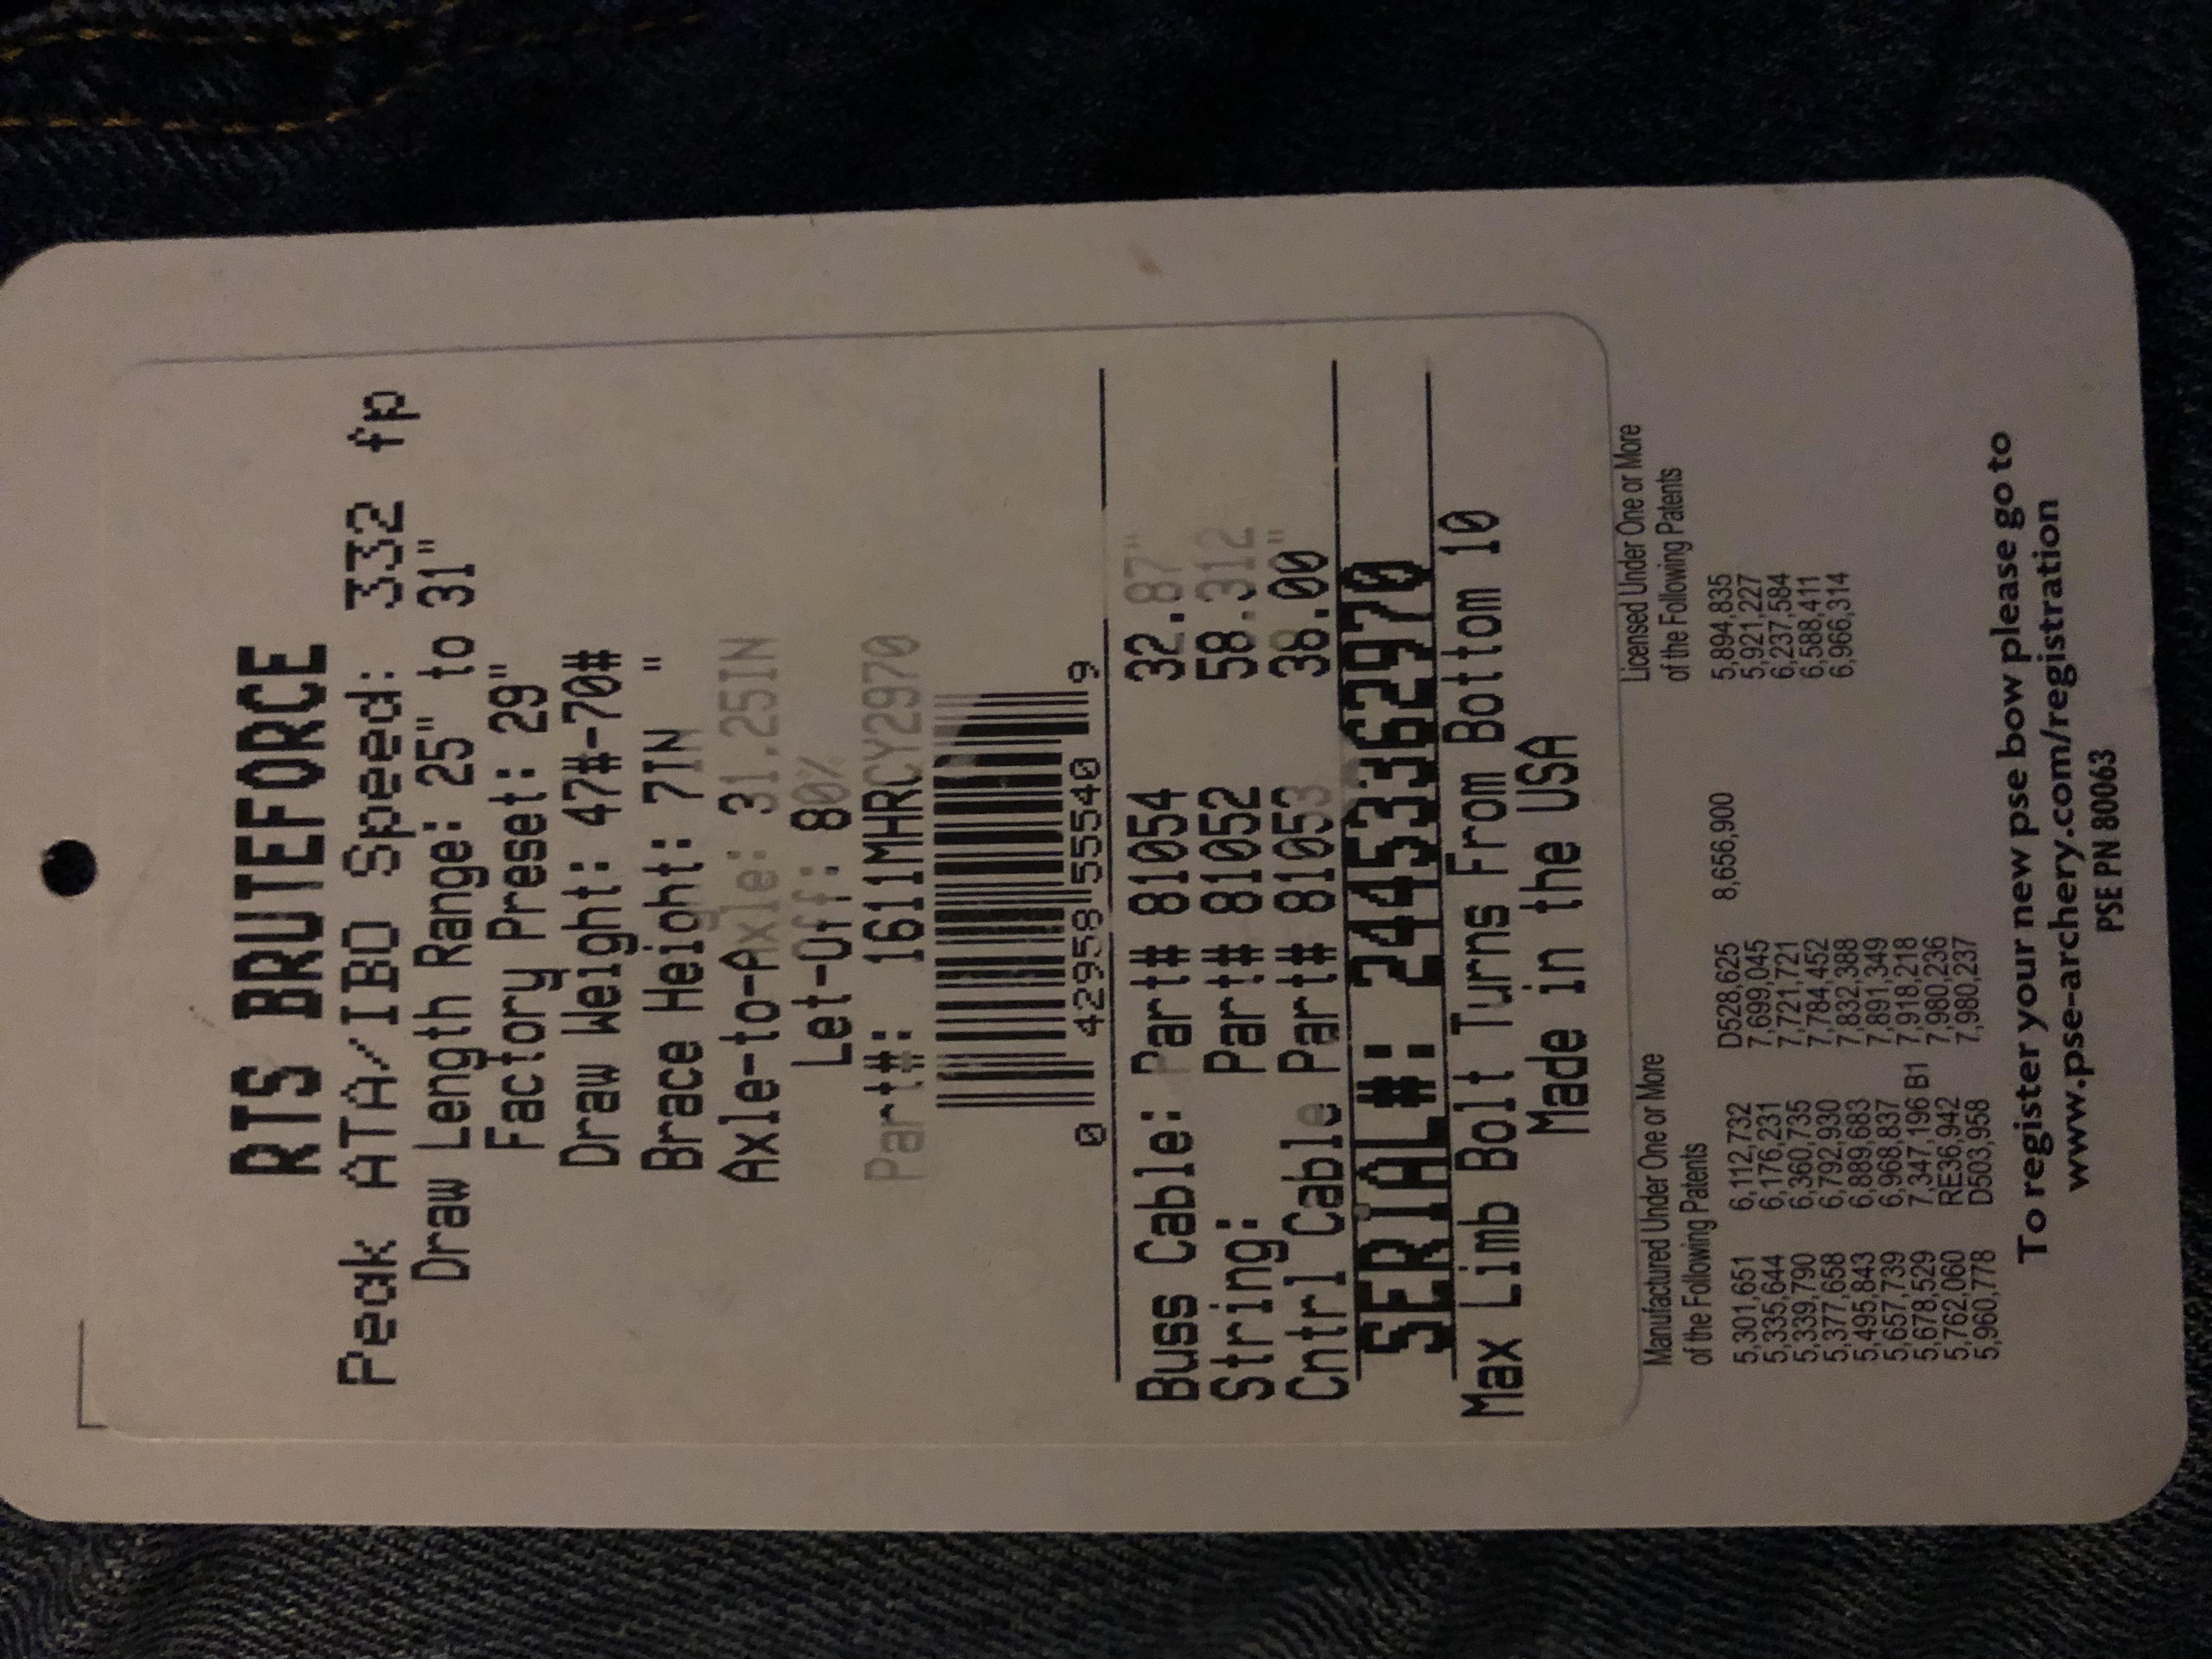 RTS BRUTEFORCE
Peak ATA/IBO Speed: 332 fp
Draw Length Range: 25" to 31"
Factory Preset: 29"
Draw Weight: 47#-70#
Brace Height: 7IN "
Axle-to-Axle: 31.25IN
Let-Off: 80%
Part#: 1611MHRCY2970
0 42958 55540 9
Buss Cable: Part# 81054 32.87"
String: Part# 81052 58.312
Cntrl Cable Part# 81053 38.00"
SERIAL#: 24453362970
Max Limb Bolt Turns From Bottom 10
Made in the USA
Manufactured Under One or More
of the Following Patents
5,301,651 6,112,732 D528,625 8,656,900
5,335,644 6,176,231 7,699,045
5,339,790 6,360,735 7,721,721
5,377,658 6,792,930 7,784,452
5,495,843 6,889,683 7,832,388
5,657,739 6,968,837 7,891,349
5,678,529 7,347,196 B1 7,918,218
5,762,060 RE36,942 7,980,236
5,960,778 D503,958 7,980,237
Licensed Under One or More
of the Following Patents
5,894,835
5,921,227
6,237,584
6,588,411
6,966,314
To register your new pse bow please go to
www.pse-archery.com/registration
PSE PN 80063